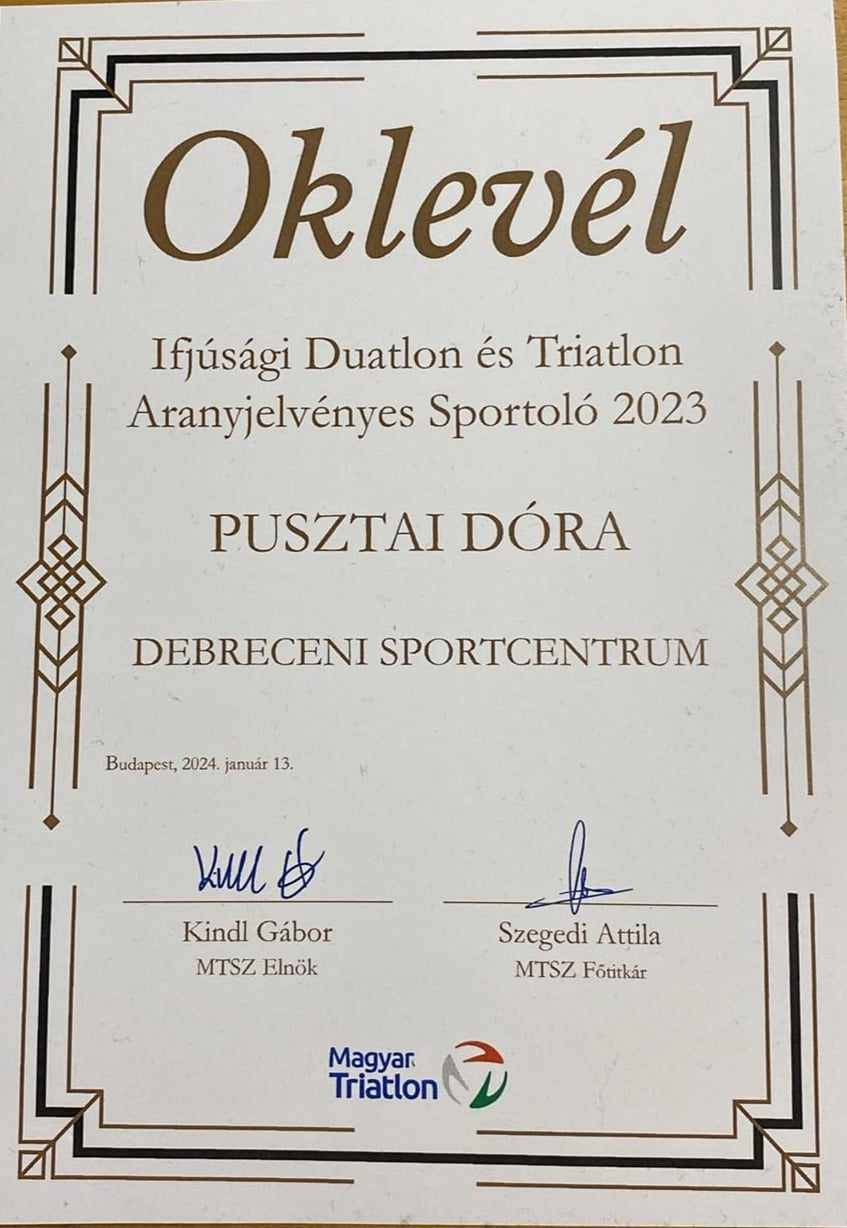 Oklevél
Ifjúsági Duatlon és Triatlon
Aranyjelvényes Sportoló 2023
PUSZTAI DÓRA
DEBRECENI SPORTCENTRUM
Budapest, 2024. január 13.
Kindl Gábor
MTSZ Elnök
Szegedi Attila
MTSZ Főtitkár
Magyar
Triatlon